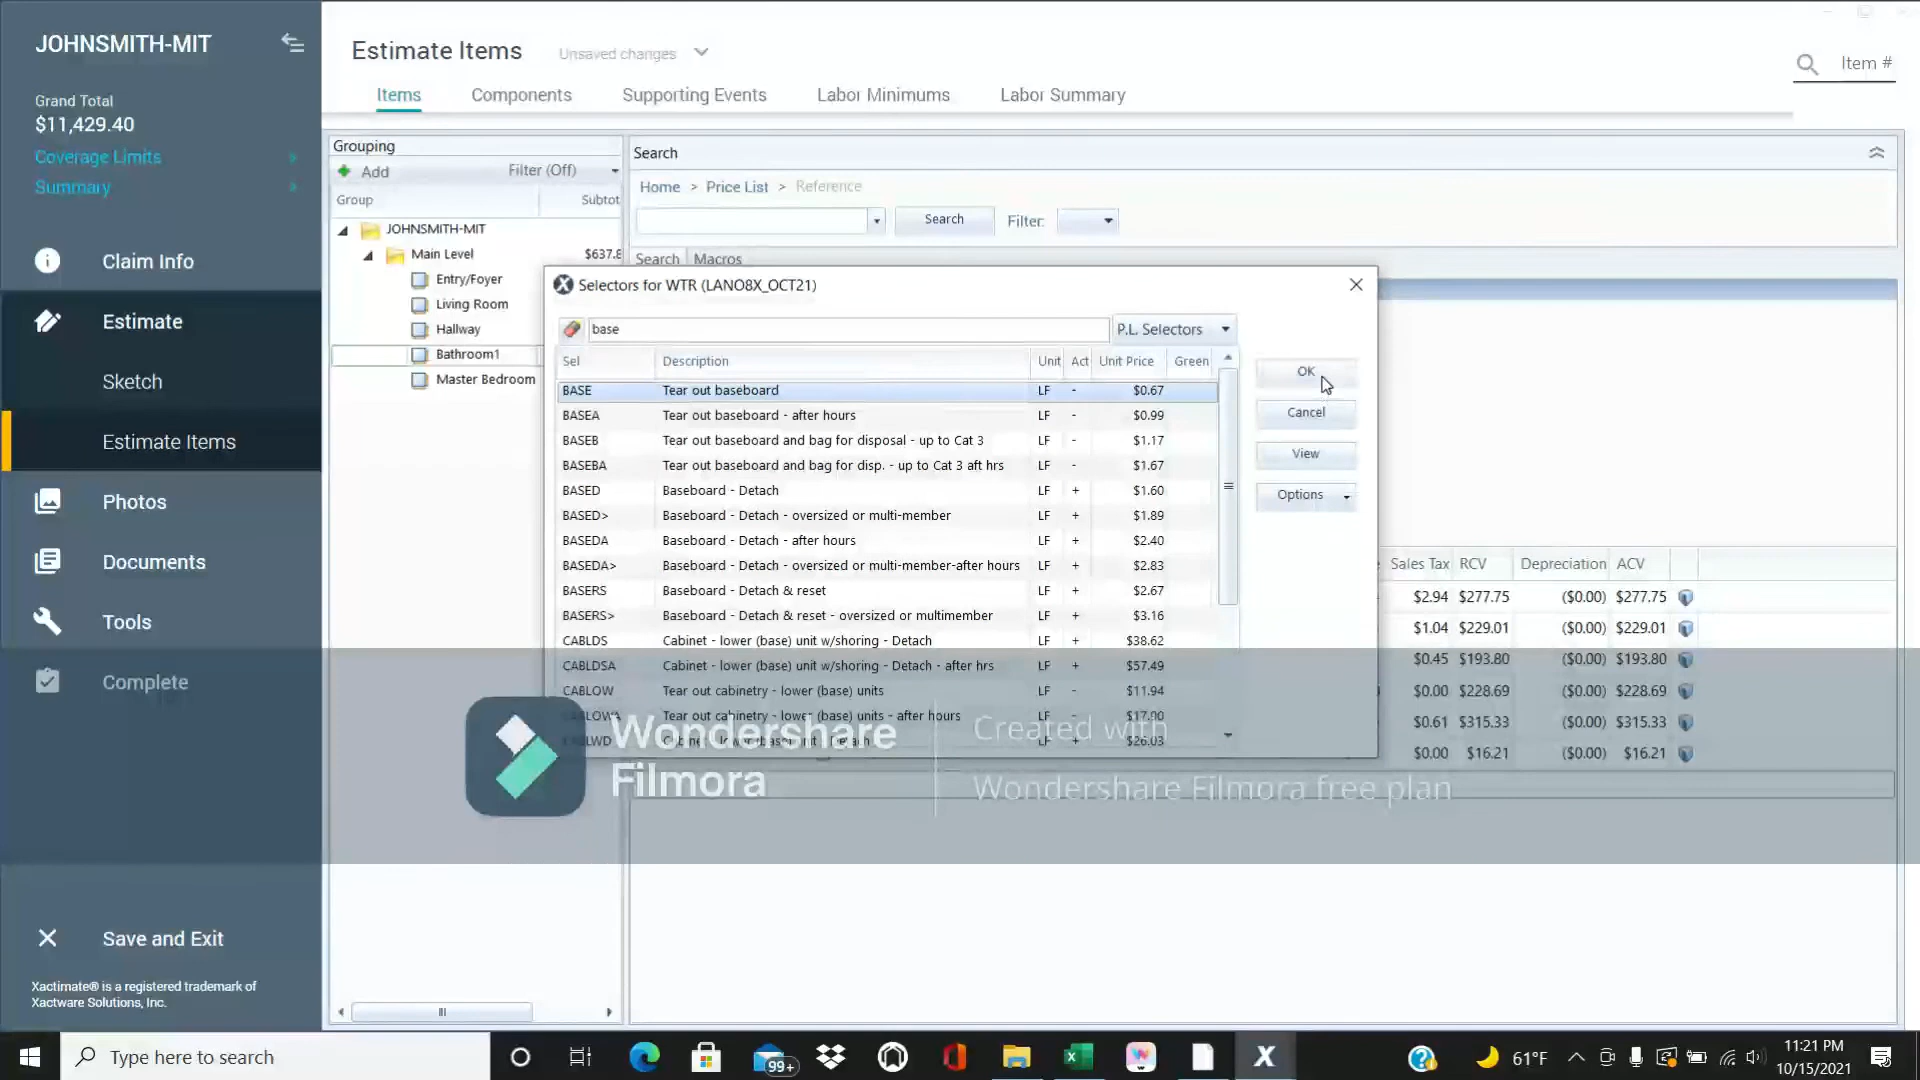 JOHNSMITH-MIT
Grand Total
$11,429.40
Coverage Limits
Summary
Claim Info
Estimate
Sketch
Estimate Items
Photos
Documents
Tools
Complete
Save and Exit
Xactimate® is a registered trademark of
Xactware Solutions, Inc.
Estimate Items Unsaved changes
Item #
Items Components Supporting Events Labor Minimums Labor Summary
Grouping
Add Filter (Off)
Group Subtot
JOHNSMITH-MIT
Main Level $637.8
Entry/Foyer
Living Room
Hallway
Bathroom1
Master Bedroom
Search
Home > Price List > Reference
Search Filter:
Search Macros
Selectors for WTR (LANO8X_OCT21)
base P.L. Selectors
Sel Description Unit Act Unit Price Green
BASE Tear out baseboard LF - $0.67
BASEA Tear out baseboard - after hours LF - $0.99
BASEB Tear out baseboard and bag for disposal - up to Cat 3 LF - $1.17
BASEBA Tear out baseboard and bag for disp. - up to Cat 3 aft hrs LF - $1.67
BASED Baseboard - Detach LF + $1.60
BASED> Baseboard - Detach - oversized or multi-member LF + $1.89
BASEDA Baseboard - Detach - after hours LF + $2.40
BASEDA> Baseboard - Detach - oversized or multi-member-after hours LF + $2.83
BASERS Baseboard - Detach & reset LF + $2.67
BASERS> Baseboard - Detach & reset - oversized or multimember LF + $3.16
CABLDS Cabinet - lower (base) unit w/shoring - Detach LF + $38.62
CABLDSA Cabinet - lower (base) unit w/shoring - Detach - after hrs LF + $57.49
CABLOW Tear out cabinetry - lower (base) units LF - $11.94
Tear out cabinetry - lower (base) units - after hours LF - $17.90
LF + $26.03
OK
Cancel
View
Options
Sales Tax RCV Depreciation ACV
$2.94 $277.75 ($0.00) $277.75
$1.04 $229.01 ($0.00) $229.01
$0.45 $193.80 ($0.00) $193.80
$0.00 $228.69 ($0.00) $228.69
$0.61 $315.33 ($0.00) $315.33
$0.00 $16.21 ($0.00) $16.21
Wondershare
Filmora
Created with
Wondershare Filmora free plan
Type here to search
99+
61°F
11:21 PM
10/15/2021